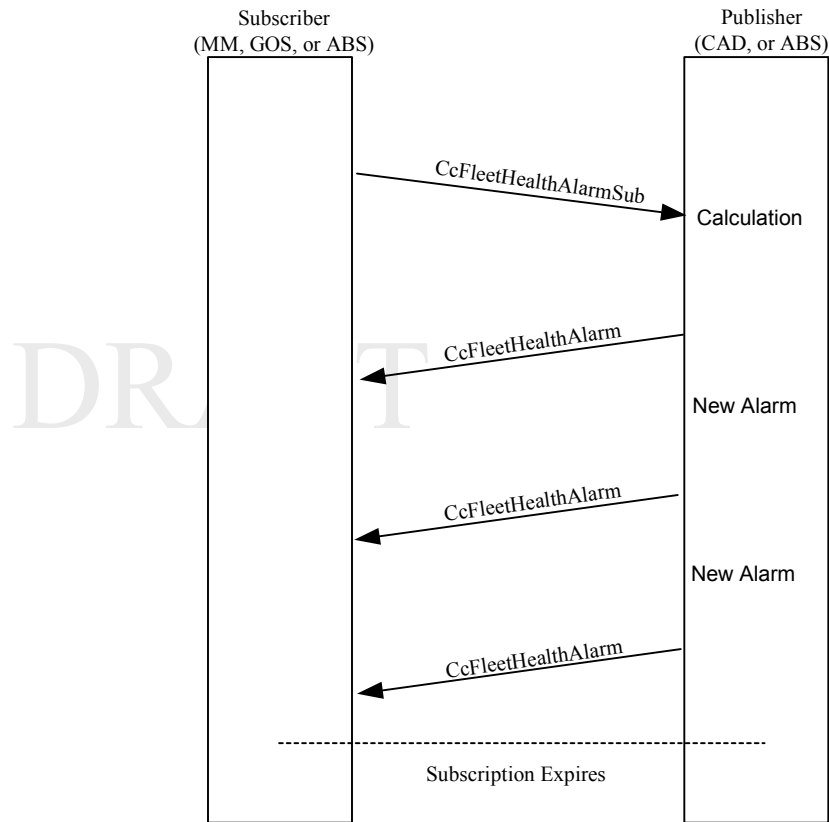 Subscriber
(MM, GOS, or ABS)
Publisher
(CAD, or ABS)
CcFleetHealthAlarmSub
Calculation
CcFleetHealthAlarm
DRAFT
New Alarm
CcFleetHealthAlarm
New Alarm
CcFleetHealthAlarm
Subscription Expires